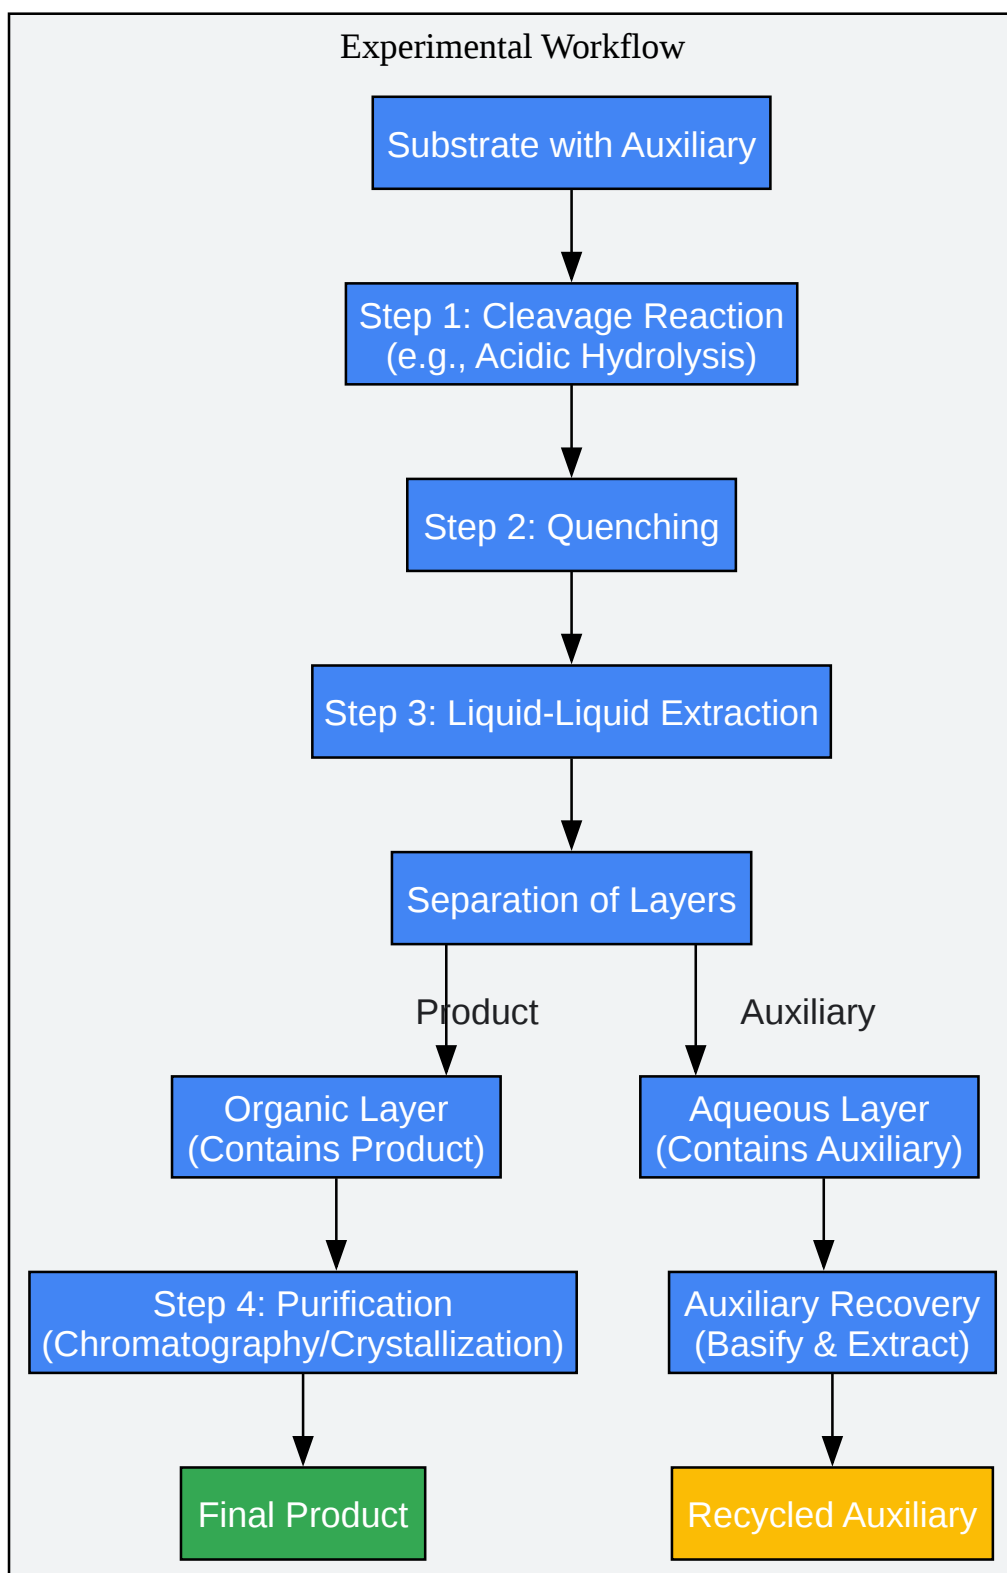 Experimental Workflow
Substrate with Auxiliary
Step 1: Cleavage Reaction
(e.g., Acidic Hydrolysis)
Step 2: Quenching
Step 3: Liquid-Liquid Extraction
Separation of Layers
Product
Auxiliary
Organic Layer
(Contains Product)
Aqueous Layer
(Contains Auxiliary)
Step 4: Purification
(Chromatography/Crystallization)
Auxiliary Recovery
(Basify & Extract)
Final Product
Recycled Auxiliary